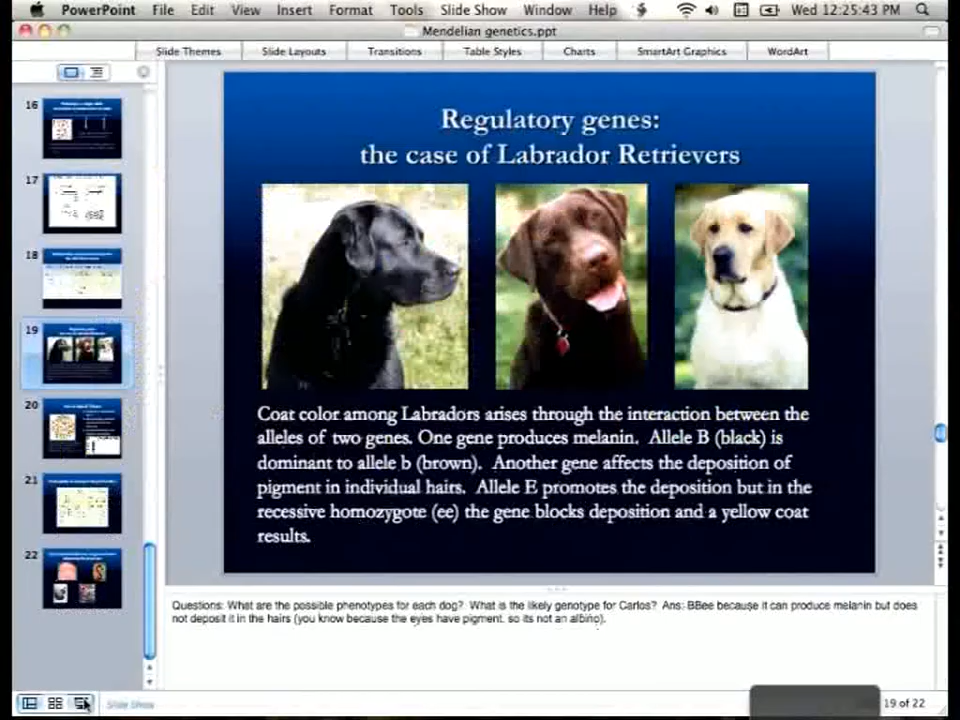 PowerPoint File Edit View Insert Format Tools Slide Show Window Help Wed 12:25:43 PM
Mendelian genetics.ppt
Slide Themes Slide Layouts Transitions Table Styles Charts SmartArt Graphics WordArt
16
17
18
19
20
21
22
Regulatory genes:
the case of Labrador Retrievers
Coat color among Labradors arises through the interaction between the
alleles of two genes. One gene produces melanin. Allele B (black) is
dominant to allele b (brown). Another gene affects the deposition of
pigment in individual hairs. Allele E promotes the deposition but in the
recessive homozygote (ee) the gene blocks deposition and a yellow coat
results.
Questions: What are the possible phenotypes for each dog? What is the likely genotype for Carlos? Ans: BBee because it can produce melanin but does
not deposit it in the hairs (you know because the eyes have pigment, so its not an albino).
Slide Show
19 of 22